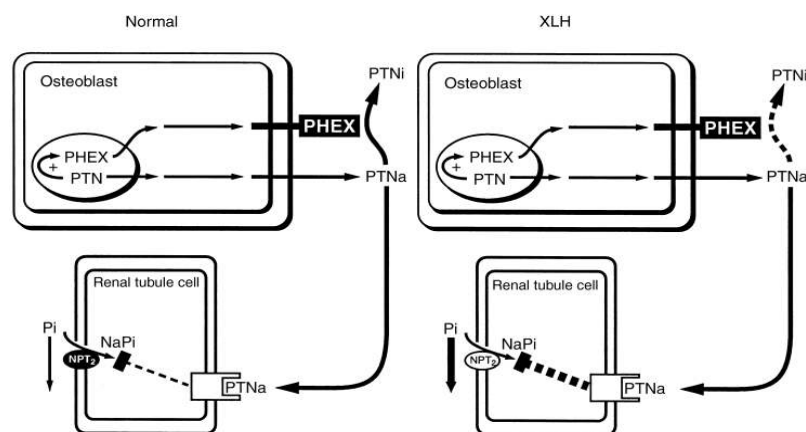 Normal
Osteoblast
PTNi
PHEX
PHEX
+
PTN
PTNa
Renal tubule cell
Pi
NaPi
NPT2
PTNa
XLH
Osteoblast
PTNi
PHEX
PHEX
+
PTN
PTNa
Renal tubule cell
Pi
NaPi
NPT2
PTNa